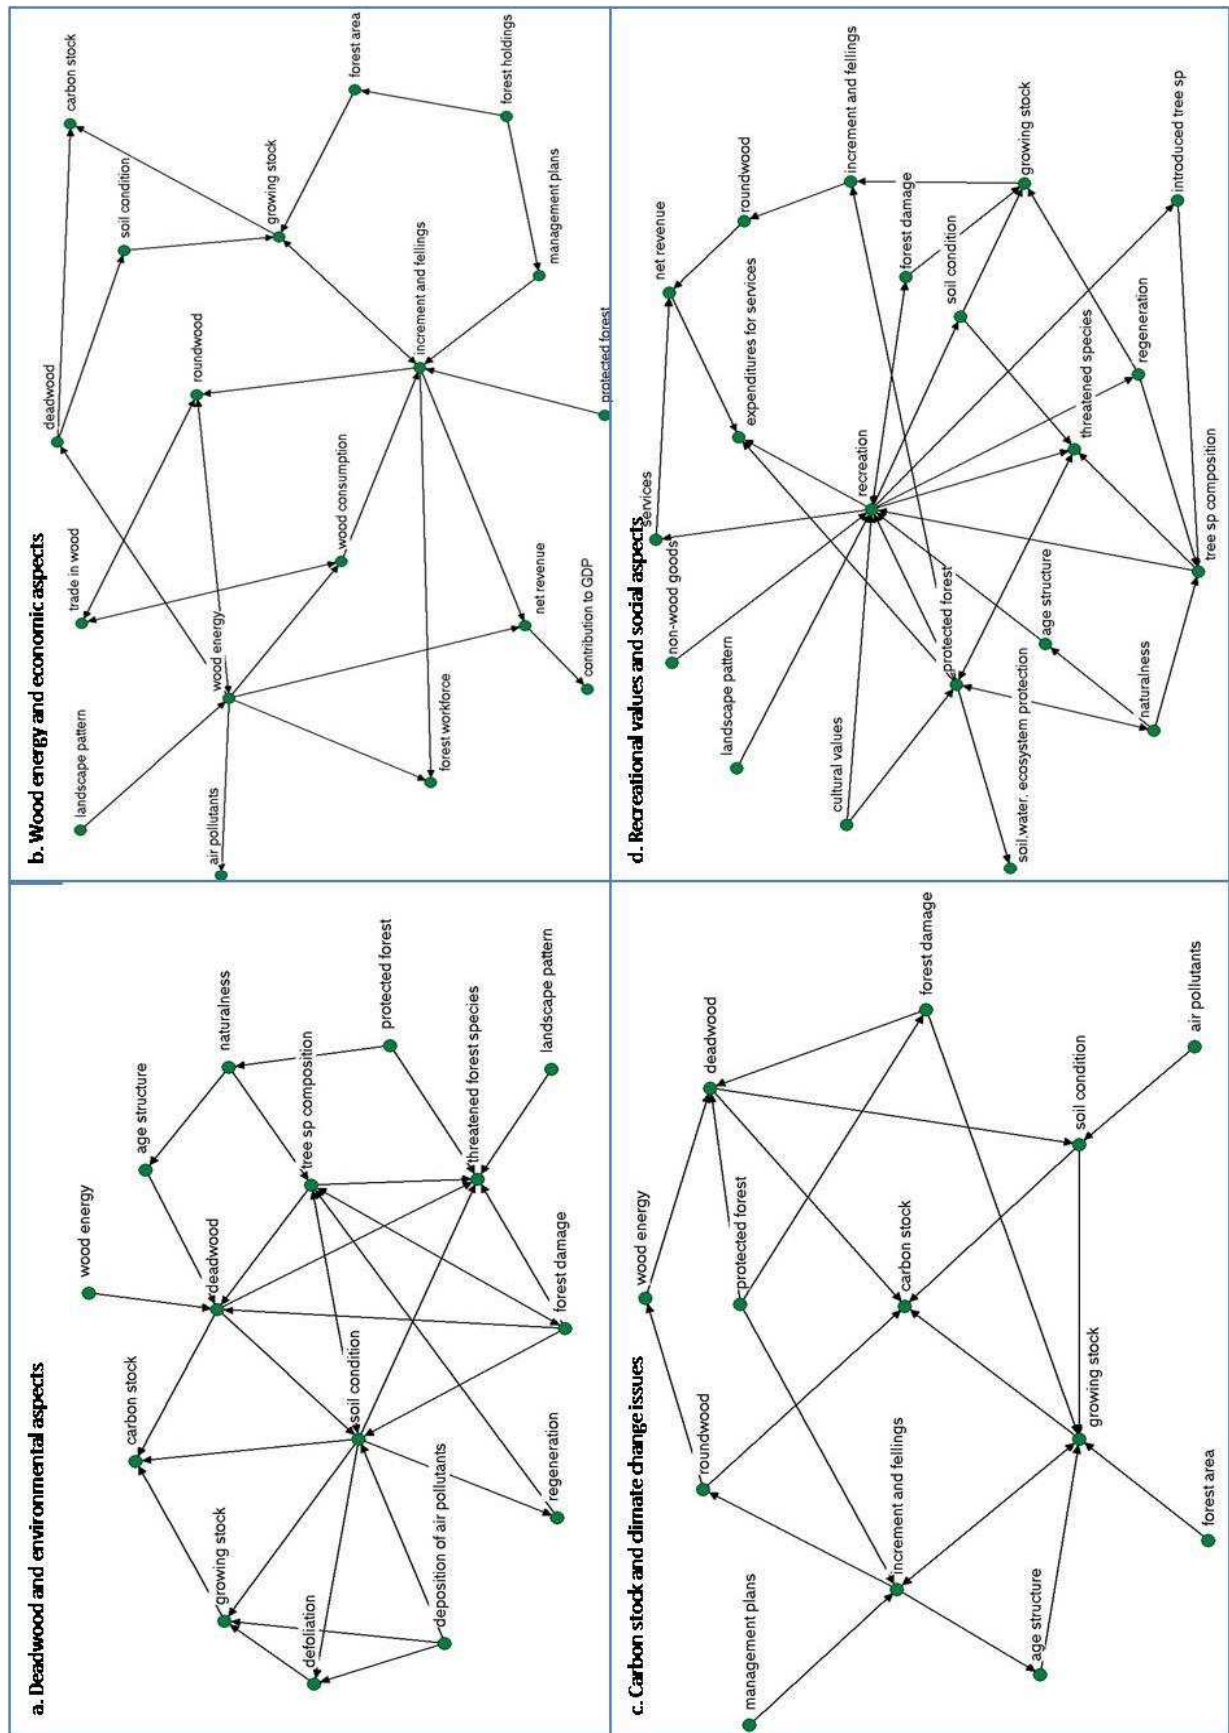 a. Deadwood and environmental aspects
wood energy
carbon stock
age structure
deadwood
growing stock
naturalness
defoliation
tree sp composition
soil condition
protected forest
deposition of air pollutants
threatened forest species
regeneration
forest damage
landscape pattern
b. Wood energy and economic aspects
deadwood
carbon stock
landscape pattern
trade in wood
soil condition
roundwood
air pollutants
wood energy
growing stock
wood consumption
forest area
increment and fellings
forest workforce
forest holdings
net revenue
management plans
contribution to GDP
protected forest
c. Carbon stock and climate change issues
wood energy
roundwood
deadwood
protected forest
management plans
increment and fellings
carbon stock
forest damage
age structure
growing stock
soil condition
forest area
air pollutants
d. Recreational values and social aspects
services
net revenue
non-wood goods
landscape pattern
expenditures for services
roundwood
cultural values
recreation
increment and fellings
forest damage
protected forest
soil condition
soil,water, ecosystem protection
age structure
growing stock
threatened species
naturalness
regeneration
tree sp composition
introduced tree sp